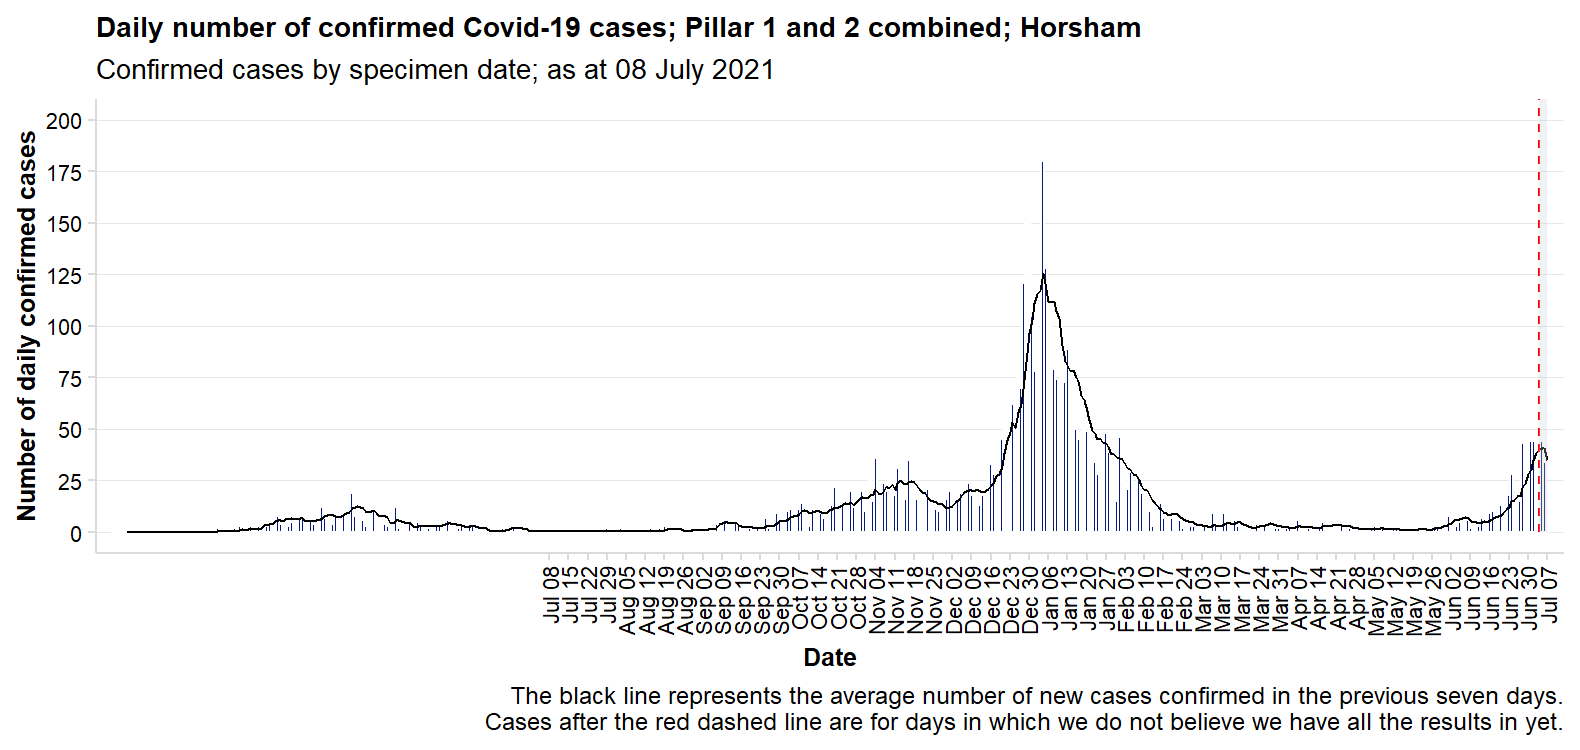 Daily number of confirmed Covid-19 cases; Pillar 1 and 2 combined; Horsham
Confirmed cases by specimen date; as at 08 July 2021
Number of daily confirmed cases
200
175
150
125
100
75
50
25
0
Jul 08
Jul 15
Jul 22
Jul 29
Aug 05
Aug 12
Aug 19
Aug 26
Sep 02
Sep 09
Sep 16
Sep 23
Sep 30
Oct 07
Oct 14
Oct 21
Oct 28
Nov 04
Nov 11
Nov 18
Nov 25
Dec 02
Dec 09
Dec 16
Dec 23
Dec 30
Jan 06
Jan 13
Jan 20
Jan 27
Feb 03
Feb 10
Feb 17
Feb 24
Mar 03
Mar 10
Mar 17
Mar 24
Mar 31
Apr 07
Apr 14
Apr 21
Apr 28
May 05
May 12
May 19
May 26
Jun 02
Jun 09
Jun 16
Jun 23
Jun 30
Jul 07
Date
The black line represents the average number of new cases confirmed in the previous seven days.
Cases after the red dashed line are for days in which we do not believe we have all the results in yet.